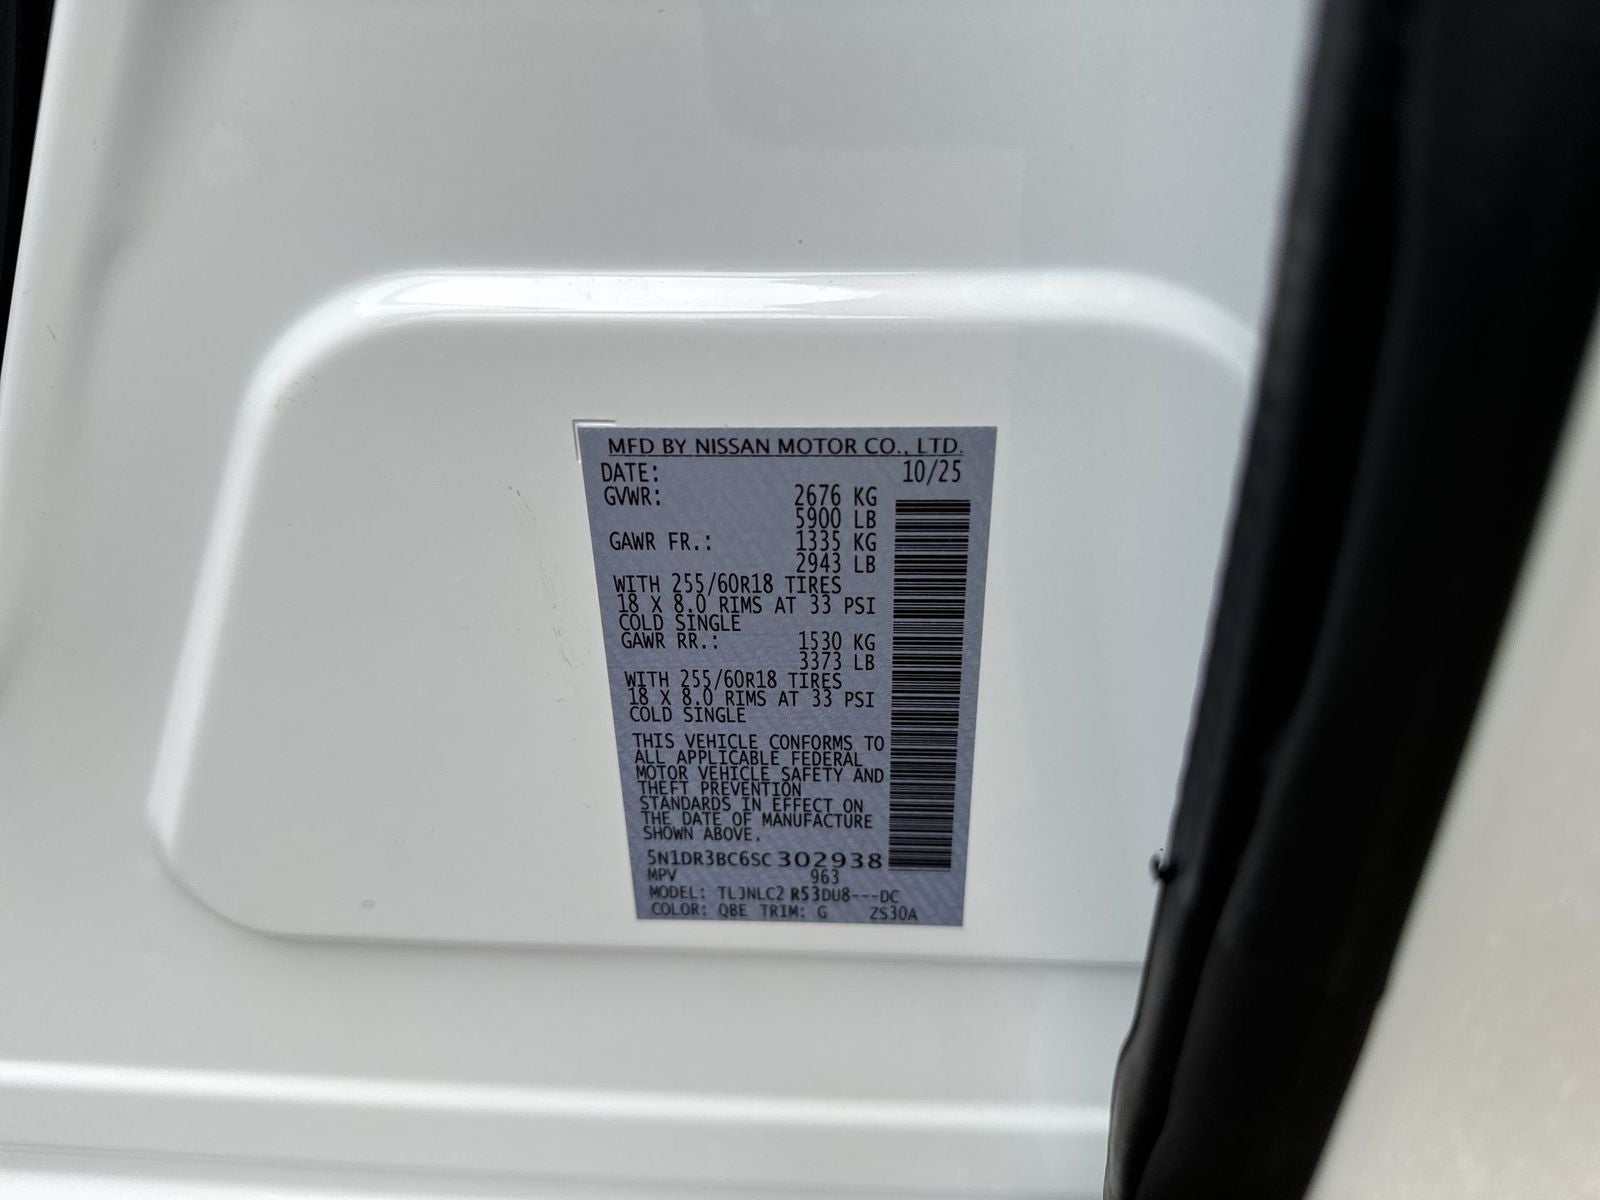 MFD BY NISSAN MOTOR CO., LTD.
DATE: 10/25
GVWR: 2676 KG
5900 LB
GAWR FR.: 1335 KG
2943 LB
WITH 255/60R18 TIRES
18 X 8.0 RIMS AT 33 PSI
COLD SINGLE
GAWR RR.: 1530 KG
3373 LB
WITH 255/60R18 TIRES
18 X 8.0 RIMS AT 33 PSI
COLD SINGLE
THIS VEHICLE CONFORMS TO
ALL APPLICABLE FEDERAL
MOTOR VEHICLE SAFETY AND
THEFT PREVENTION
STANDARDS IN EFFECT ON
THE DATE OF MANUFACTURE
SHOWN ABOVE.
5N1DR3BC6SC302938
MPV 963
MODEL: TLJNLC2 R53DU8---DC
COLOR: QBE TRIM: G ZS30A